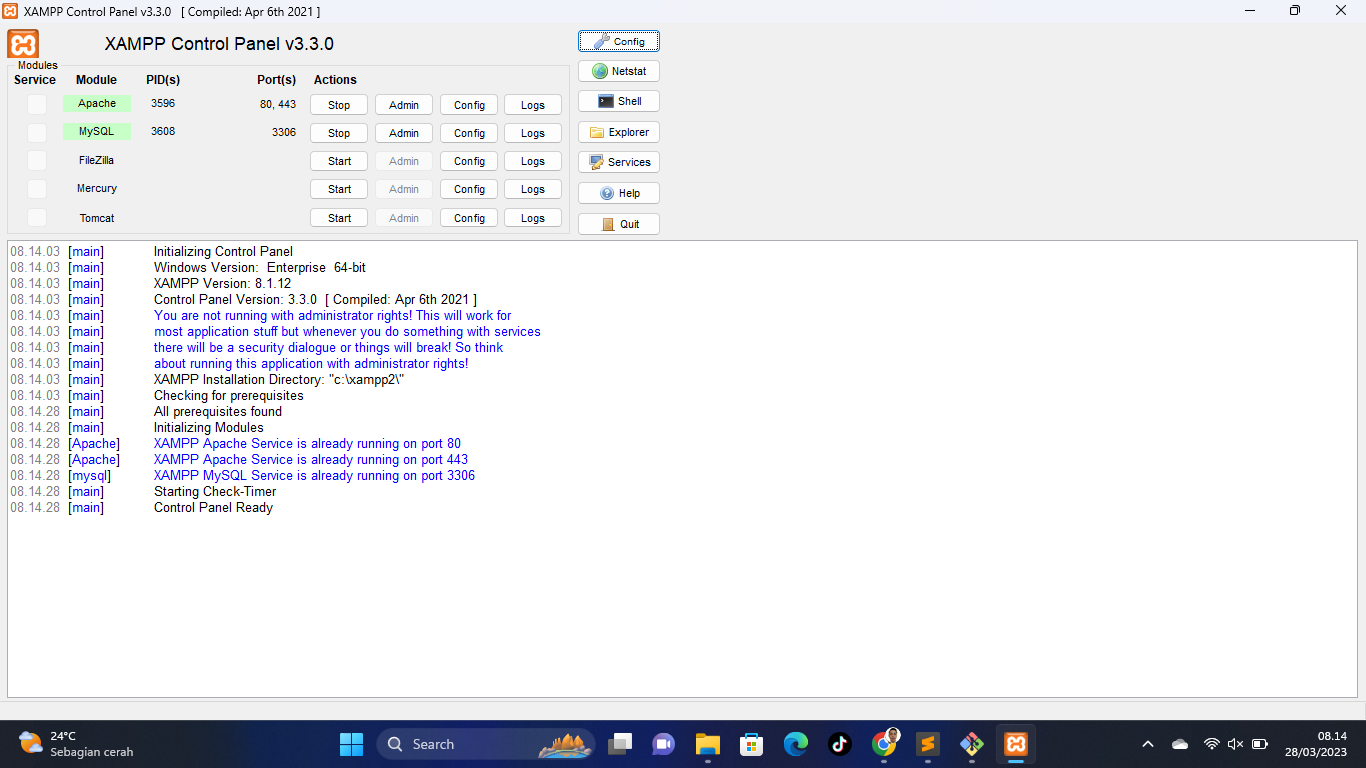 XAMPP Control Panel v3.3.0 [ Compiled: Apr 6th 2021 ]
XAMPP Control Panel v3.3.0
Config
Modules
Service Module PID(s) Port(s) Actions
Netstat
Apache 3596 80, 443 Stop Admin Config Logs
Shell
MySQL 3608 3306 Stop Admin Config Logs
Explorer
FileZilla Start Admin Config Logs
Services
Mercury Start Admin Config Logs
Help
Tomcat Start Admin Config Logs
Quit
08.14.03 [main] Initializing Control Panel
08.14.03 [main] Windows Version: Enterprise 64-bit
08.14.03 [main] XAMPP Version: 8.1.12
08.14.03 [main] Control Panel Version: 3.3.0 [ Compiled: Apr 6th 2021 ]
08.14.03 [main] You are not running with administrator rights! This will work for
08.14.03 [main] most application stuff but whenever you do something with services
08.14.03 [main] there will be a security dialogue or things will break! So think
08.14.03 [main] about running this application with administrator rights!
08.14.03 [main] XAMPP Installation Directory: "c:\xampp2\"
08.14.03 [main] Checking for prerequisites
08.14.28 [main] All prerequisites found
08.14.28 [main] Initializing Modules
08.14.28 [Apache] XAMPP Apache Service is already running on port 80
08.14.28 [Apache] XAMPP Apache Service is already running on port 443
08.14.28 [mysql] XAMPP MySQL Service is already running on port 3306
08.14.28 [main] Starting Check-Timer
08.14.28 [main] Control Panel Ready
24°C
Sebagian cerah
Search
08.14
28/03/2023